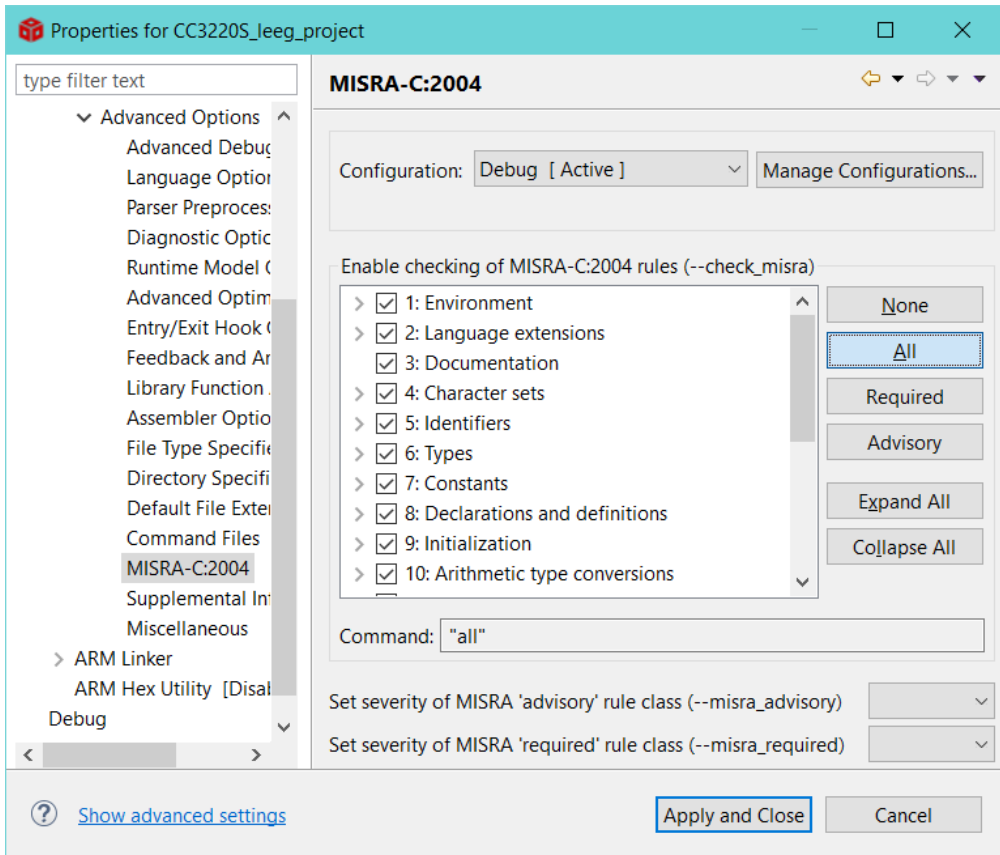 Properties for CC3220S_leeg_project
type filter text
Advanced Options
Advanced Debug
Language Option
Parser Preprocess
Diagnostic Optic
Runtime Model (
Advanced Optim
Entry/Exit Hook (
Feedback and Ar
Library Function .
Assembler Optio
File Type Specifie
Directory Specifi
Default File Exter
Command Files
MISRA-C:2004
Supplemental Inf
Miscellaneous
ARM Linker
ARM Hex Utility [Disab
Debug
MISRA-C:2004
Configuration: Debug [ Active ] Manage Configurations...
Enable checking of MISRA-C:2004 rules (--check_misra)
1: Environment
2: Language extensions
3: Documentation
4: Character sets
5: Identifiers
6: Types
7: Constants
8: Declarations and definitions
9: Initialization
10: Arithmetic type conversions
None
All
Required
Advisory
Expand All
Collapse All
Command: "all"
Set severity of MISRA 'advisory' rule class (--misra_advisory)
Set severity of MISRA 'required' rule class (--misra_required)
Show advanced settings
Apply and Close
Cancel